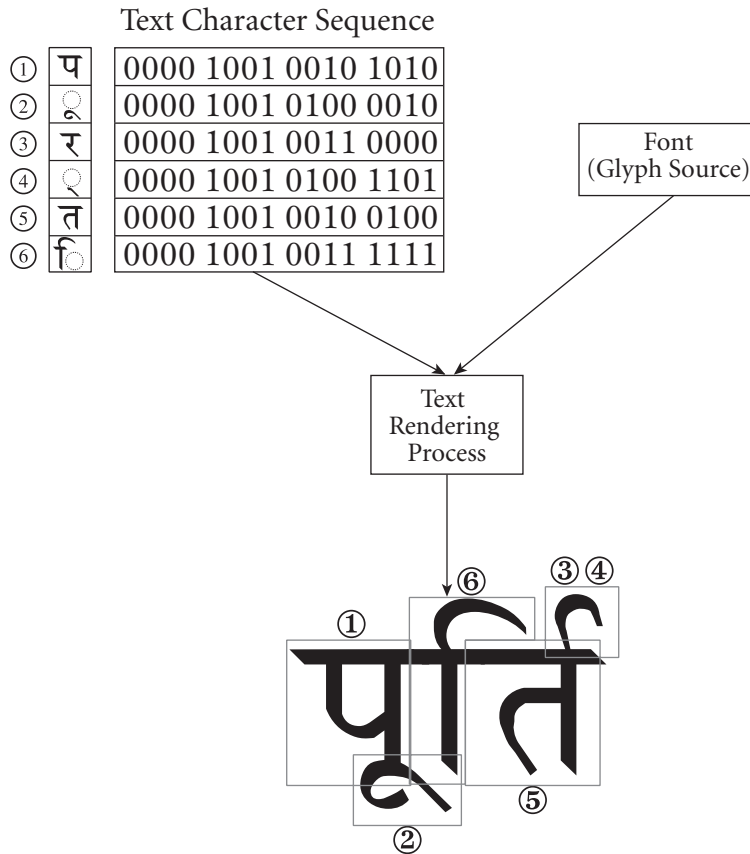 Text Character Sequence
① प 0000 1001 0010 1010
② ू 0000 1001 0100 0010
③ र 0000 1001 0011 0000
④ ् 0000 1001 0100 1101
⑤ त 0000 1001 0010 0100
⑥ ि 0000 1001 0011 1111
Font
(Glyph Source)
Text
Rendering
Process
③ ④
⑥
①
पूर्ति
⑤
②